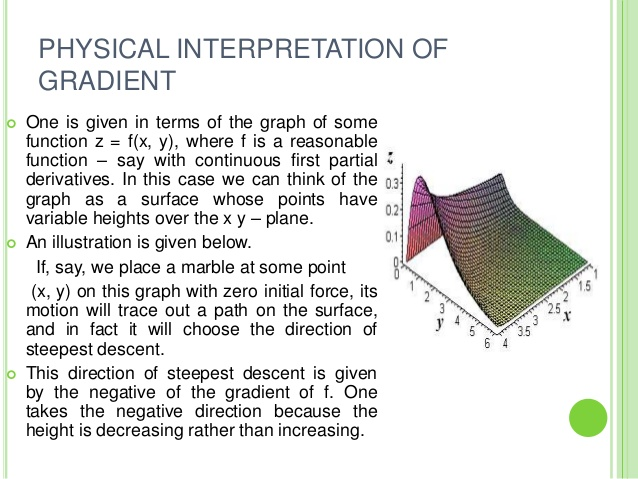 PHYSICAL INTERPRETATION OF
GRADIENT
One is given in terms of the graph of some
function z = f(x, y), where f is a reasonable
function – say with continuous first partial
derivatives. In this case we can think of the
graph as a surface whose points have
variable heights over the x y – plane.
An illustration is given below.
If, say, we place a marble at some point
(x, y) on this graph with zero initial force, its
motion will trace out a path on the surface,
and in fact it will choose the direction of
steepest descent.
This direction of steepest descent is given
by the negative of the gradient of f. One
takes the negative direction because the
height is decreasing rather than increasing.
z
0.3
0.2
0.1
0
1
2
3
y
4
5
6
4
3.5
3
2.5
x
2
1.5
1